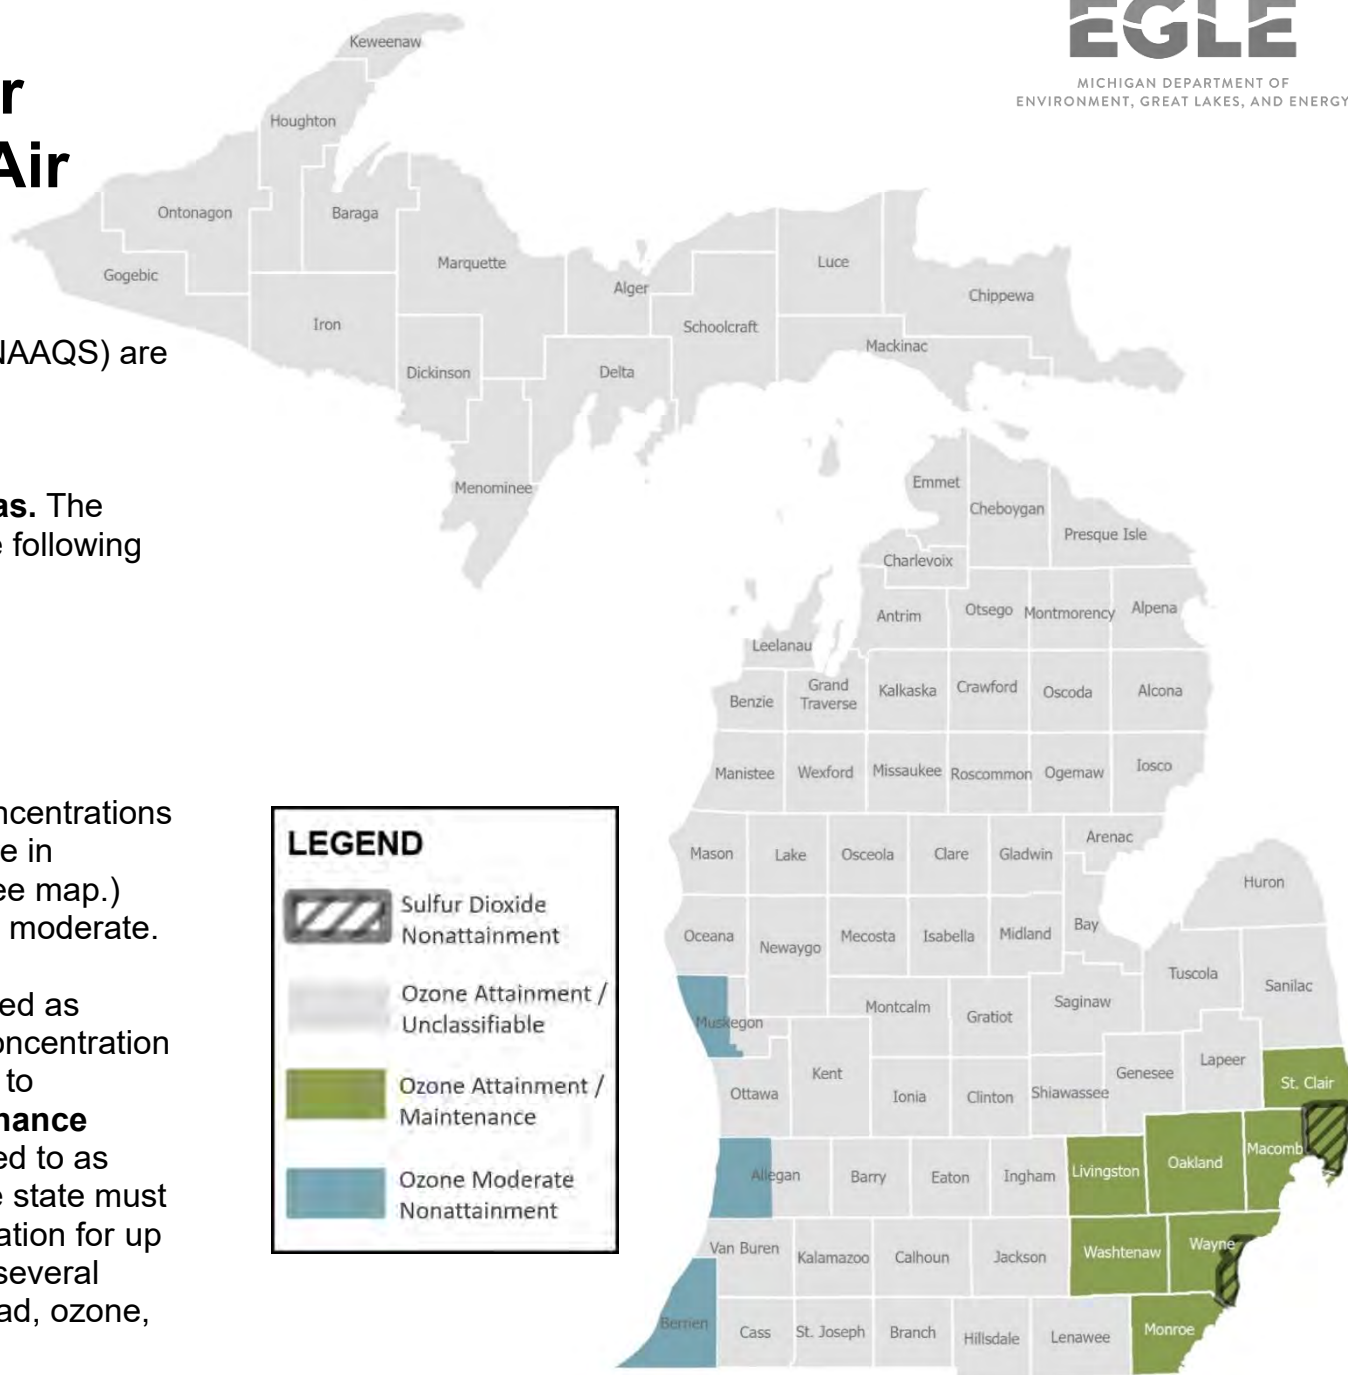 EGLE
MICHIGAN DEPARTMENT OF
ENVIRONMENT, GREAT LAKES, AND ENERGY
r
Air
NAAQS) are
as. The
e following
ncentrations
e in
ee map.)
moderate.
ed as
oncentration
to
nance
ed to as
e state must
ation for up
several
ad, ozone,
LEGEND
Sulfur Dioxide
Nonattainment
Ozone Attainment /
Unclassifiable
Ozone Attainment /
Maintenance
Ozone Moderate
Nonattainment
Keweenaw
Houghton
Ontonagon
Baraga
Gogebic
Marquette
Iron
Dickinson
Menominee
Alger
Delta
Schoolcraft
Luce
Chippewa
Mackinac
Emmet
Cheboygan
Presque Isle
Charlevoix
Antrim
Otsego
Montmorency
Alpena
Leelanau
Benzie
Grand
Traverse
Kalkaska
Crawford
Oscoda
Alcona
Manistee
Wexford
Missaukee
Roscommon
Ogemaw
Iosco
Mason
Lake
Osceola
Clare
Gladwin
Arenac
Huron
Oceana
Newaygo
Mecosta
Isabella
Midland
Bay
Tuscola
Sanilac
Muskegon
Montcalm
Gratiot
Saginaw
Ottawa
Kent
Ionia
Clinton
Shiawassee
Genesee
Lapeer
St. Clair
Allegan
Barry
Eaton
Ingham
Livingston
Oakland
Macomb
Van Buren
Kalamazoo
Calhoun
Jackson
Washtenaw
Wayne
Berrien
Cass
St. Joseph
Branch
Hillsdale
Lenawee
Monroe